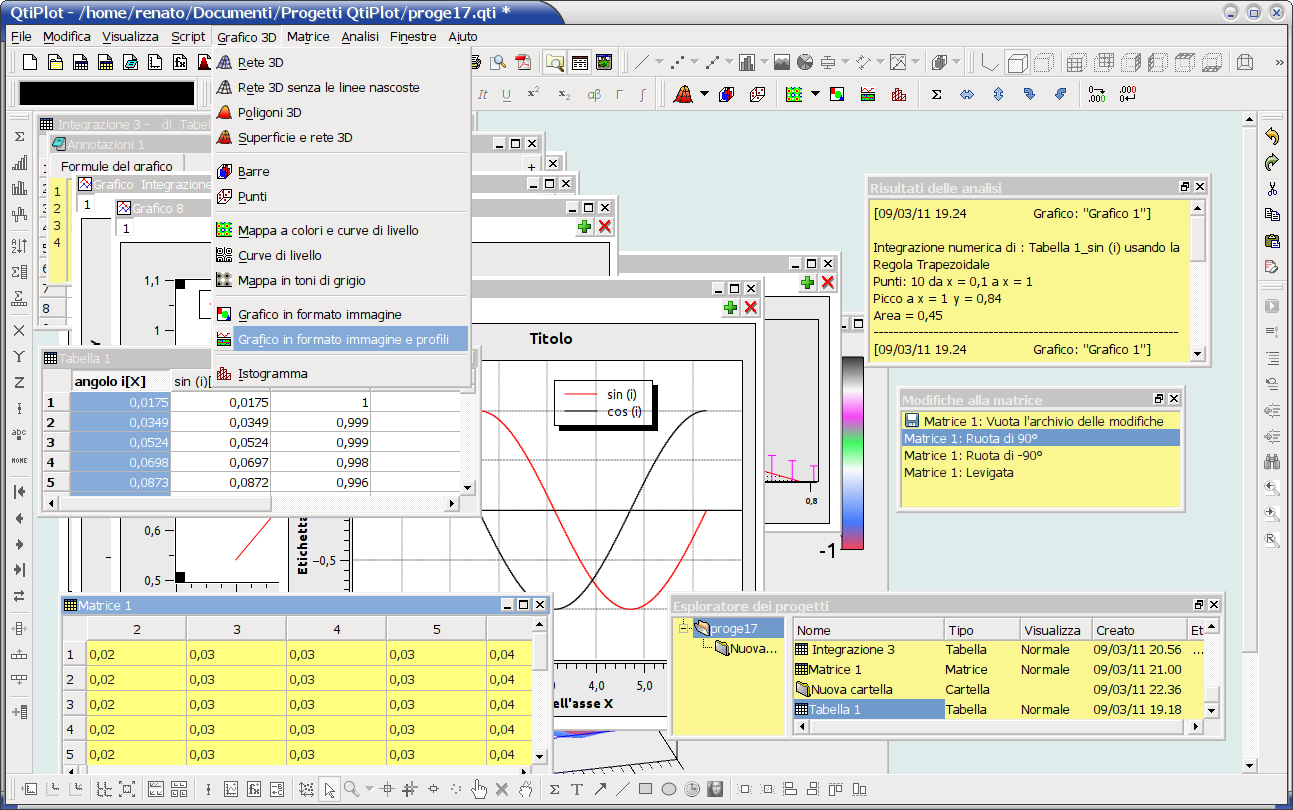 QtiPlot - /home/renato/Documenti/Progetti QtiPlot/proge17.qti *
File Modifica Visualizza Script Grafico 3D Matrice Analisi Finestre Aiuto
Rete 3D
Rete 3D senza le linee nascoste
Poligoni 3D
Superficie e rete 3D
Barre
Punti
Mappa a colori e curve di livello
Curve di livello
Mappa in toni di grigio
Grafico in formato immagine
Grafico in formato immagine e profili
Istogramma
Integrazione 3 - di Tabel
Annotazioni 1
Formule del grafico
1
2
3
4
Grafico Integrazione
1
Grafico 8
1
1,1
1
0,6
0,5
7
8
Tabella 1
angolo i[X] sin (i)[
1 0,0175 0,0175 1
2 0,0349 0,0349 0,999
3 0,0524 0,0524 0,999
4 0,0698 0,0697 0,998
5 0,0873 0,0872 0,996
Titolo
sin (i)
cos (i)
Etichetta
-0,5
4,0 5,0
ell'asse X
0,8
-1
Risultati delle analisi
[09/03/11 19.24 Grafico: "Grafico 1"]
Integrazione numerica di : Tabella 1_sin (i) usando la
Regola Trapezoidale
Punti: 10 da x = 0,1 a x = 1
Picco a x = 1 y = 0,84
Area = 0,45
[09/03/11 19.24 Grafico: "Grafico 1"]
Modifiche alla matrice
Matrice 1: Vuota l'archivio delle modifiche
Matrice 1: Ruota di 90º
Matrice 1: Ruota di -90º
Matrice 1: Levigata
Matrice 1
2 3 4 5
1 0,02 0,03 0,03 0,03 0,04
2 0,02 0,03 0,03 0,03 0,04
3 0,02 0,03 0,03 0,03 0,04
4 0,02 0,03 0,03 0,03 0,04
5 0,02 0,03 0,03 0,03 0,04
Esploratore dei progetti
proge17
Nuova...
Nome Tipo Visualizza Creato Et
Integrazione 3 Tabella Normale 09/03/11 20.56 ...
Matrice 1 Matrice Normale 09/03/11 21.00
Nuova cartella Cartella 09/03/11 22.36
Tabella 1 Tabella Normale 09/03/11 19.18